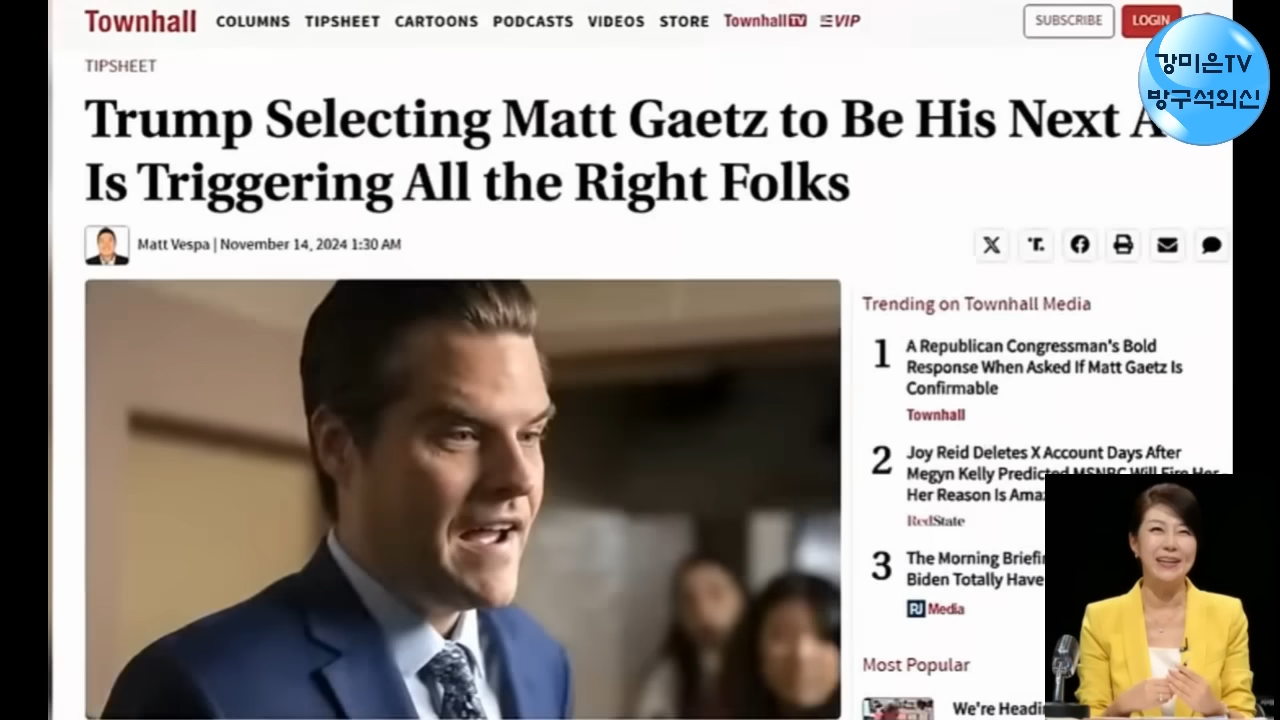 Townhall COLUMNS TIPSHEET CARTOONS PODCASTS VIDEOS STORE TownhallTV VIP SUBSCRIBE LOGIN
강미은TV
방구석외신
TIPSHEET
Trump Selecting Matt Gaetz to Be His Next
Is Triggering All the Right Folks
Matt Vespa | November 14, 2024 1:30 AM
Trending on Townhall Media
1 A Republican Congressman's Bold
Response When Asked If Matt Gaetz Is
Confirmable
Townhall
2 Joy Reid Deletes X Account Days After
Megyn Kelly Predicted MSNBC Will Fire Her
Her Reason Is
RedState
3 The Morning
Biden Totally Have
PJ Media
Most Popular
We're